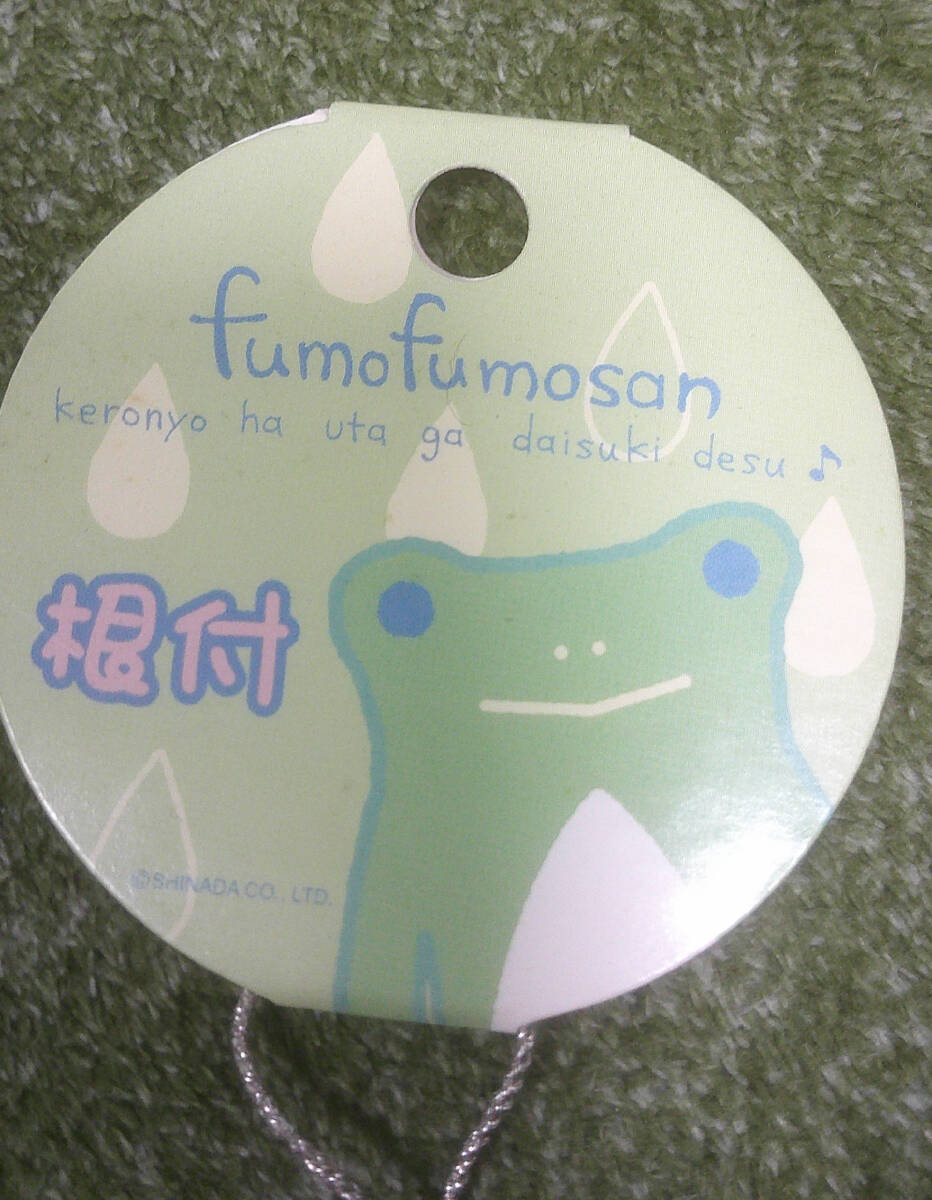 fumofumosan
keronyo ha uta ga daisuki desu ♪
根付
©SHINADA CO., LTD.